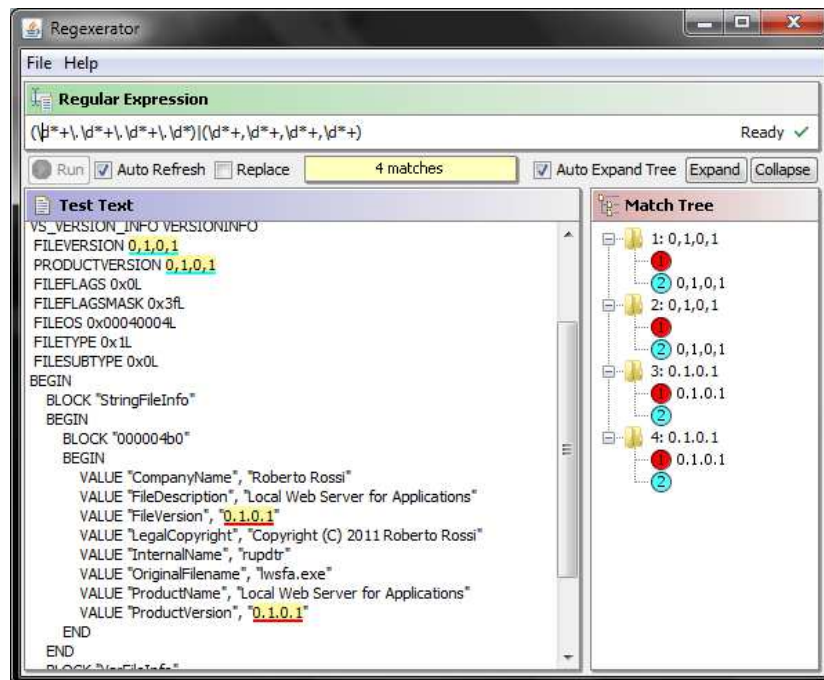 Regexerator
File Help
Regular Expression
(\d*+\.\d*+\.\d*+\.\d*)|(\d*+,\d*+,\d*+,\d*+)
Ready
Run Auto Refresh Replace 4 matches Auto Expand Tree Expand Collapse
Test Text
VS_VERSION_INFO VERSIONINFO
FILEVERSION 0,1,0,1
PRODUCTVERSION 0,1,0,1
FILEFLAGS 0x0L
FILEFLAGSMASK 0x3fL
FILEOS 0x00040004L
FILETYPE 0x1L
FILESUBTYPE 0x0L
BEGIN
BLOCK "StringFileInfo"
BEGIN
BLOCK "000004b0"
BEGIN
VALUE "CompanyName", "Roberto Rossi"
VALUE "FileDescription", "Local Web Server for Applications"
VALUE "FileVersion", "0.1.0.1"
VALUE "LegalCopyright", "Copyright (C) 2011 Roberto Rossi"
VALUE "InternalName", "rupdtr"
VALUE "OriginalFilename", "lwsfa.exe"
VALUE "ProductName", "Local Web Server for Applications"
VALUE "ProductVersion", "0.1.0.1"
END
END
BLOCK "VarFileInfo"
Match Tree
1: 0,1,0,1
1
2 0,1,0,1
2: 0,1,0,1
1
2 0,1,0,1
3: 0.1.0.1
1 0.1.0.1
2
4: 0.1.0.1
1 0.1.0.1
2